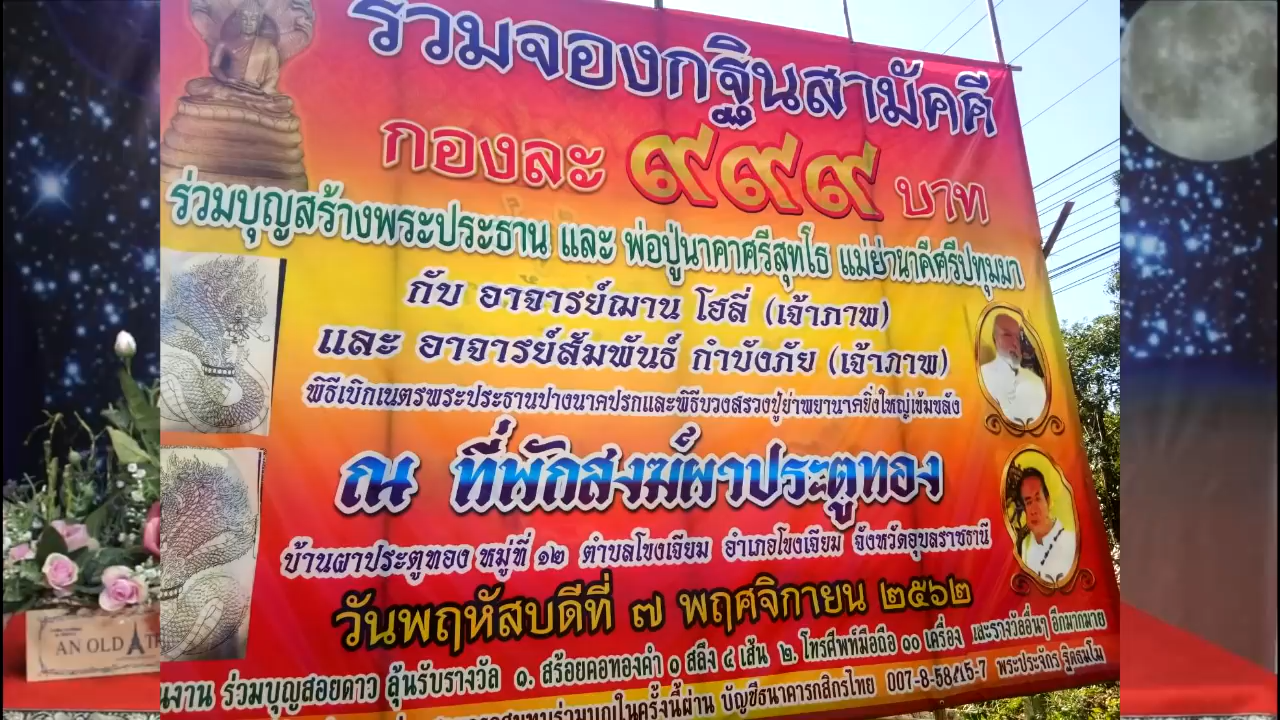 ร่วมจองกฐินสามัคคี
กองละ ๙๙๙ บาท
ร่วมบุญสร้างพระประธาน และ พ่อปู่นาคาศรีสุทโธ แม่ย่านาคีศรีปทุมมา
กับ อาจารย์ฌาน โฮลี่ (เจ้าภาพ)
และ อาจารย์สัมพันธ์ กำบังภัย (เจ้าภาพ)
พิธีเบิกเนตรพระประธานปางนาคปรกและพิธีบวงสรวงปู่ย่าพยานาคยิ่งใหญ่เข้มขลัง
ณ ที่พักสงฆ์ผาประตูทอง
บ้านผาประตูทอง หมู่ที่ ๑๒ ตำบลโขงเจียม อำเภอโขงเจียม จังหวัดอุบลราชธานี
วันพฤหัสบดีที่ ๗ พฤศจิกายน ๒๕๖๒
ร่วมบุญสอยดาว ลุ้นรับรางวัล ๑. สร้อยคอทองคำ ๑ สลึง ๕ เส้น ๒. โทรศัพท์มือถือ ๑๐ เครื่อง และรางวัลอื่นๆ อีกมากมาย
ร่วมบุญในครั้งนี้ผ่าน บัญชีธนาคารกสิกรไทย 007-8-58415-7 พระประจักร ฐิตธมฺโม
AN OLD